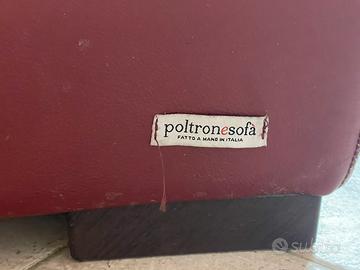 poltronesofà
FATTO A MANO IN ITALIA
subito